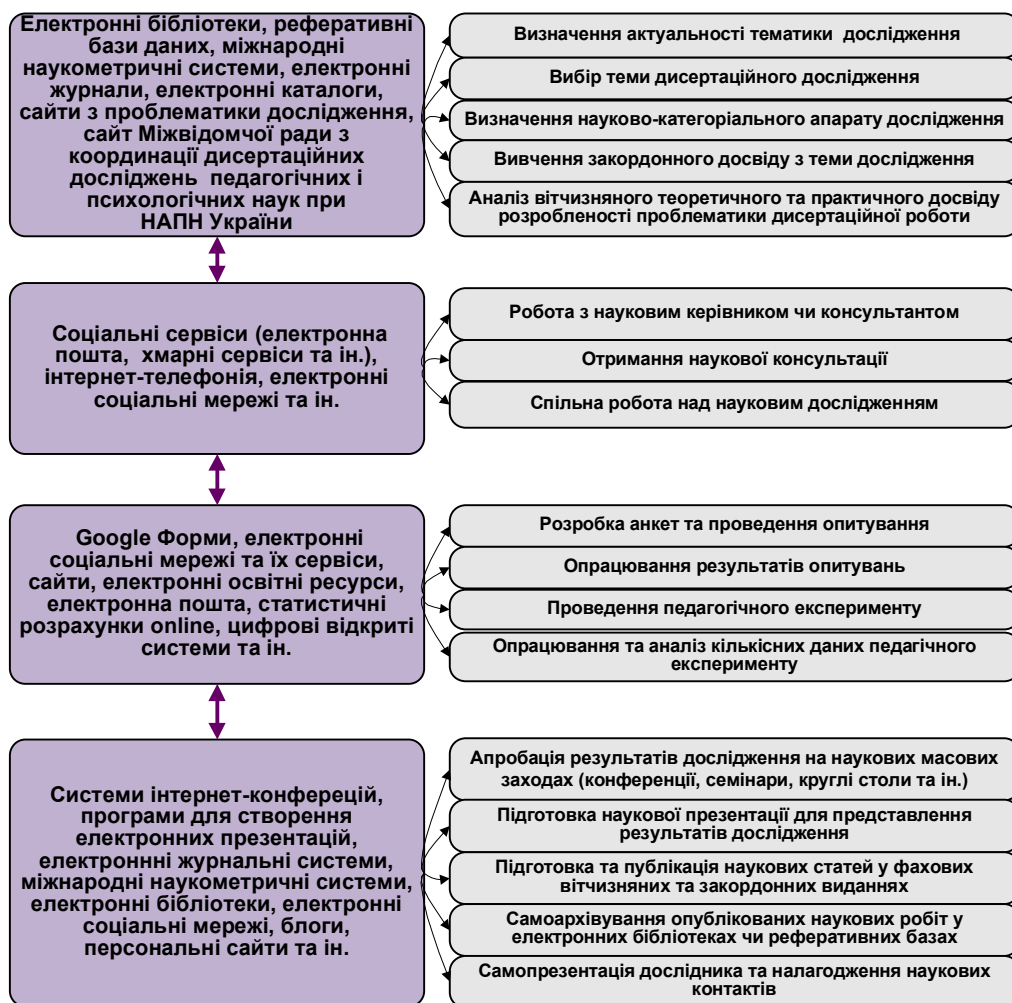 Електронні бібліотеки, реферативні
бази даних, міжнародні
наукометричні системи, електронні
журнали, електронні каталоги,
сайти з проблематики дослідження,
сайт Міжвідомчої ради з
координації дисертаційних
досліджень педагогічних і
психологічних наук при
НАПН України
Визначення актуальності тематики дослідження
Вибір теми дисертаційного дослідження
Визначення науково-категоріального апарату дослідження
Вивчення закордонного досвіду з теми дослідження
Аналіз вітчизняного теоретичного та практичного досвіду
розробленості проблематики дисертаційної роботи
Соціальні сервіси (електронна
пошта, хмарні сервіси та ін.),
інтернет-телефонія, електронні
соціальні мережі та ін.
Робота з науковим керівником чи консультантом
Отримання наукової консультації
Спільна робота над науковим дослідженням
Google Форми, електронні
соціальні мережі та їх сервіси,
сайти, електронні освітні ресурси,
електронна пошта, статистичні
розрахунки online, цифрові відкриті
системи та ін.
Розробка анкет та проведення опитування
Опрацювання результатів опитувань
Проведення педагогічного експерименту
Опрацювання та аналіз кількісних даних педагічного
експерименту
Системи інтернет-конферецій,
програми для створення
електронних презентацій,
електроннні журнальні системи,
міжнародні наукометричні системи,
електронні бібліотеки, електронні
соціальні мережі, блоги,
персональні сайти та ін.
Апробація результатів дослідження на наукових масових
заходах (конференції, семінари, круглі столи та ін.)
Підготовка наукової презентації для представлення
результатів дослідження
Підготовка та публікація наукових статей у фахових
вітчизняних та закордонних виданнях
Самоархівування опублікованих наукових робіт у
електронних бібліотеках чи реферативних базах
Самопрезентація дослідника та налагодження наукових
контактів